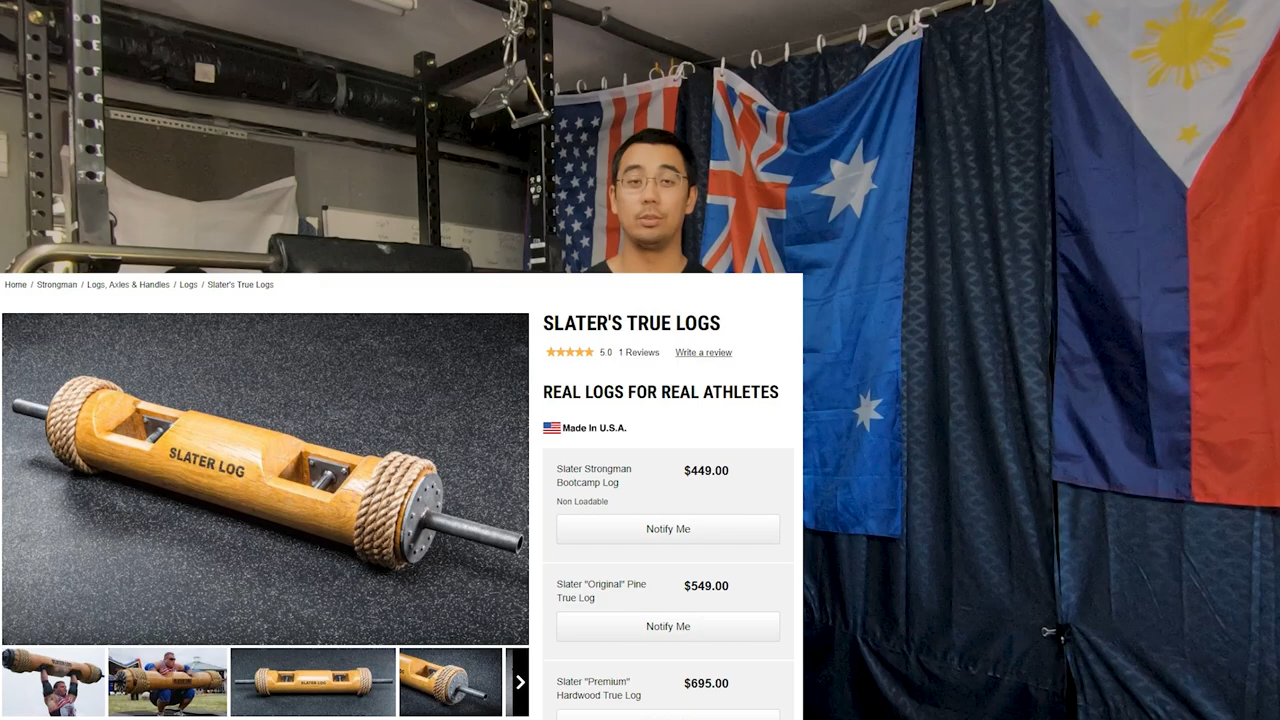 Home / Strongman / Logs, Axles & Handles / Logs / Slater's True Logs
SLATER'S TRUE LOGS
5.0 1 Reviews Write a review
REAL LOGS FOR REAL ATHLETES
Made In U.S.A.
Slater Strongman
Bootcamp Log
$449.00
Non Loadable
Notify Me
Slater "Original" Pine
True Log
$549.00
Notify Me
Slater "Premium"
Hardwood True Log
$695.00
SLATER LOG
SLATER LOG